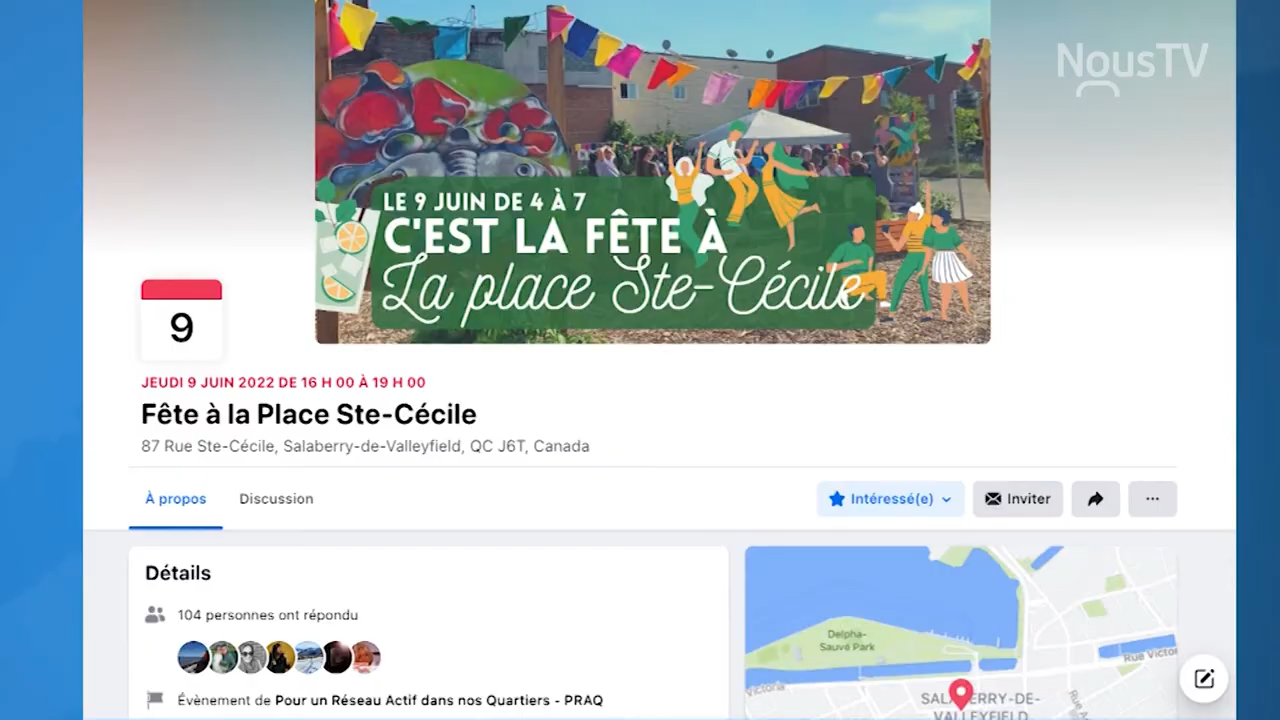 NousTV
LE 9 JUIN DE 4 À 7
C'EST LA FÊTE À
La place Ste-Cécile
9
JEUDI 9 JUIN 2022 DE 16 H 00 À 19 H 00
Fête à la Place Ste-Cécile
87 Rue Ste-Cécile, Salaberry-de-Valleyfield, QC J6T, Canada
À propos
Discussion
Intéressé(e)
Inviter
Détails
104 personnes ont répondu
Évènement de Pour un Réseau Actif dans nos Quartiers - PRAQ
Delpha-
Sauvé Park
Rue Victor
Victoria
SALABERRY-DE-
VALLEYFIELD